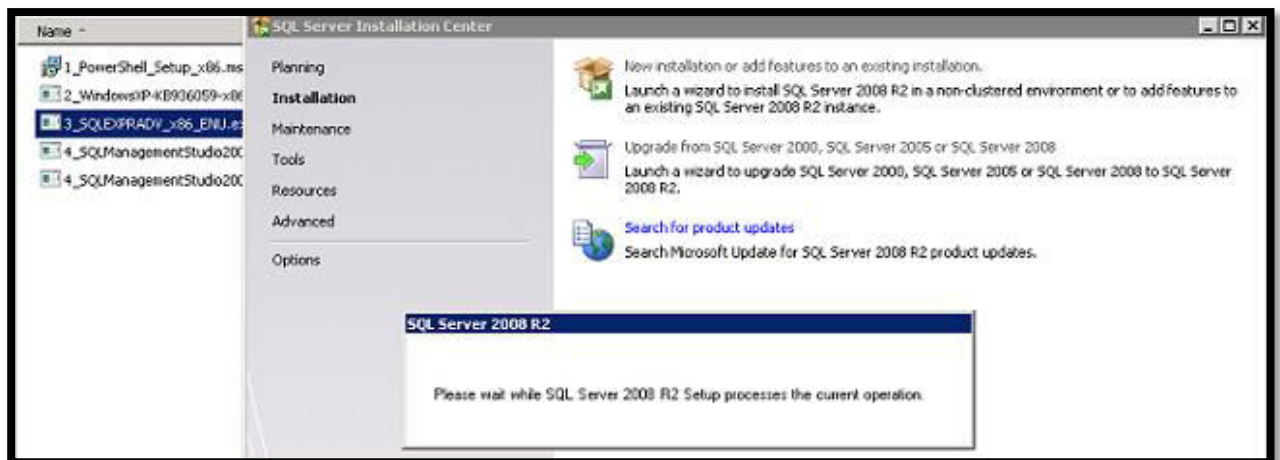 Name
SQL Server Installation Center
1_PowerShell_Setup_x86.ms
2_WindowsXP-KB936059-x86
3_SQLEXPRADV_x86_ENU.ex
4_SQLManagementStudio200
4_SQLManagementStudio200
Planning
Installation
Maintenance
Tools
Resources
Advanced
Options
New installation or add features to an existing installation.
Launch a wizard to install SQL Server 2008 R2 in a non-clustered environment or to add features to
an existing SQL Server 2008 R2 instance.
Upgrade from SQL Server 2000, SQL Server 2005 or SQL Server 2008
Launch a wizard to upgrade SQL Server 2000, SQL Server 2005 or SQL Server 2008 to SQL Server
2008 R2.
Search for product updates
Search Microsoft Update for SQL Server 2008 R2 product updates.
SQL Server 2008 R2
Please wait while SQL Server 2008 R2 Setup processes the current operation.